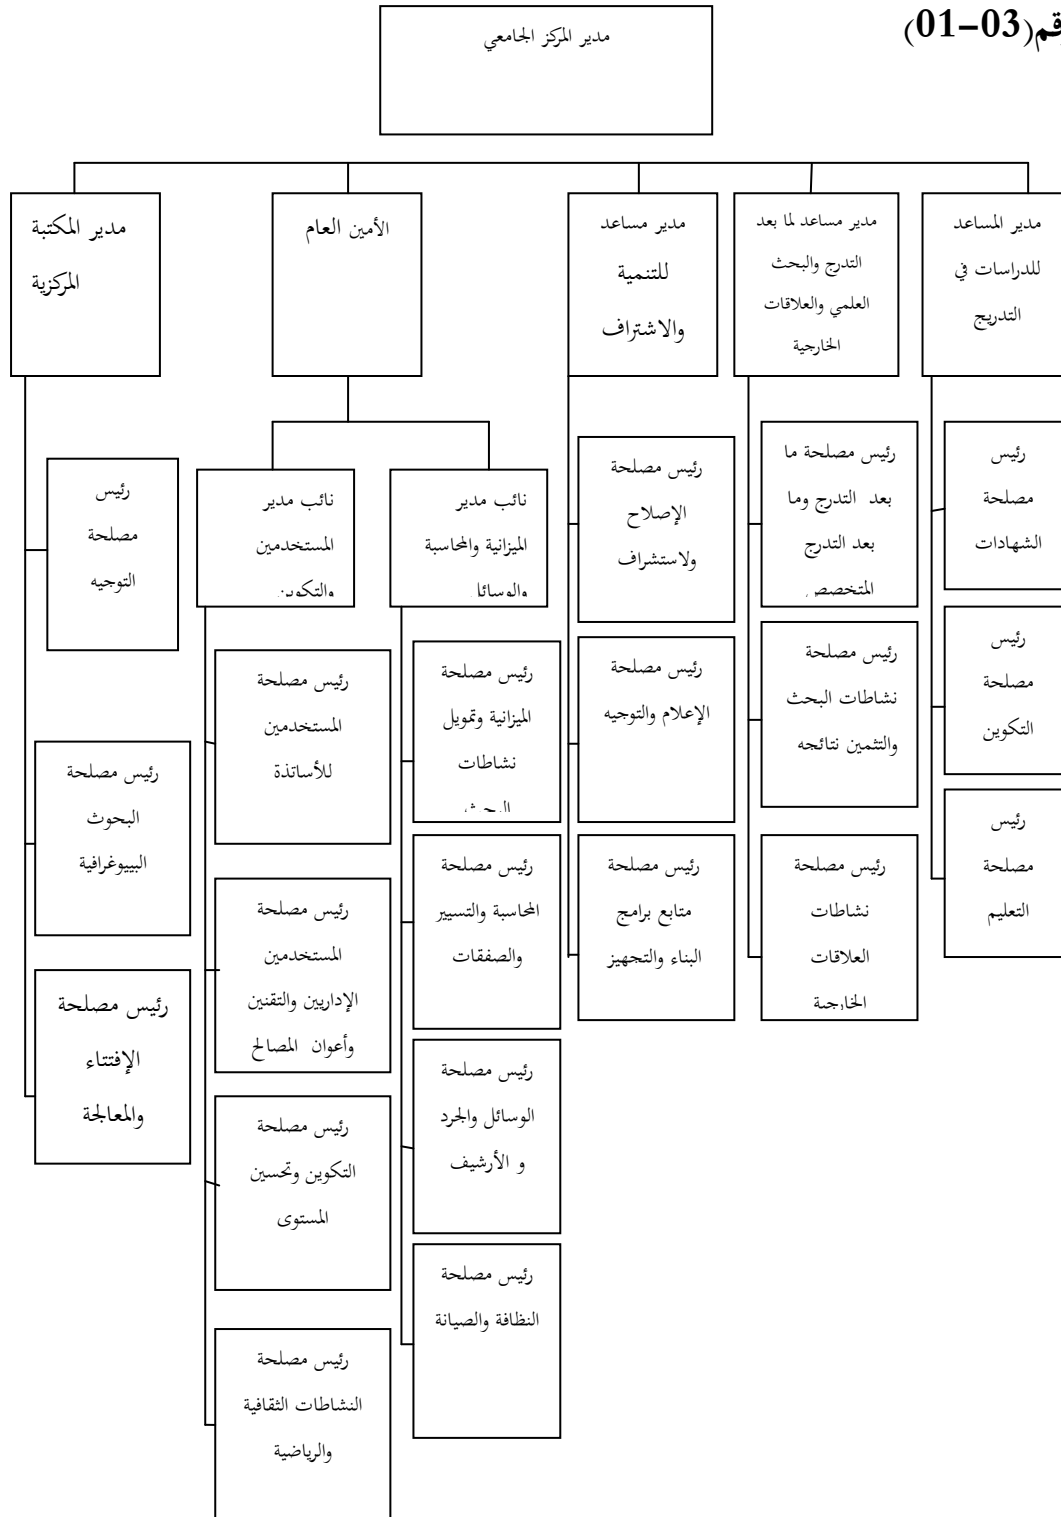 رقم(03-01)
مدير المركز الجامعي
مدير المساعد
للدراسات في
التدريج
مدير مساعد لما بعد
التدرج والبحث
العلمي والعلاقات
الخارجية
مدير مساعد
للتنمية
والاشتراف
الأمين العام
مدير المكتبة
المركزية
رئيس
مصلحة
الشهادات
رئيس
مصلحة
التكوين
رئيس
مصلحة
التعليم
رئيس مصلحة ما
بعد التدرج وما
بعد التدرج
المتخصص
رئيس مصلحة
نشاطات البحث
والتثمين نتائجه
رئيس مصلحة
نشاطات
العلاقات
الخارجية
رئيس مصلحة
الإصلاح
ولاستشراف
رئيس مصلحة
الإعلام والتوجيه
رئيس مصلحة
متابع برامج
البناء والتجهيز
نائب مدير
الميزانية والمحاسبة
والوسائل
رئيس مصلحة
الميزانية وتمويل
نشاطات
البحث
رئيس مصلحة
المحاسبة والتسيير
والصفقات
رئيس مصلحة
الوسائل والجرد
و الأرشيف
رئيس مصلحة
النظافة والصيانة
نائب مدير
المستخدمين
والتكوين
رئيس مصلحة
المستخدمين
للأساتذة
رئيس مصلحة
المستخدمين
الإداريين والتقنين
وأعوان المصالح
رئيس مصلحة
التكوين وتحسين
المستوى
رئيس مصلحة
النشاطات الثقافية
والرياضية
رئيس
مصلحة
التوجيه
رئيس مصلحة
البحوث
البيبوغرافية
رئيس مصلحة
الإفتتاء
والمعالجة